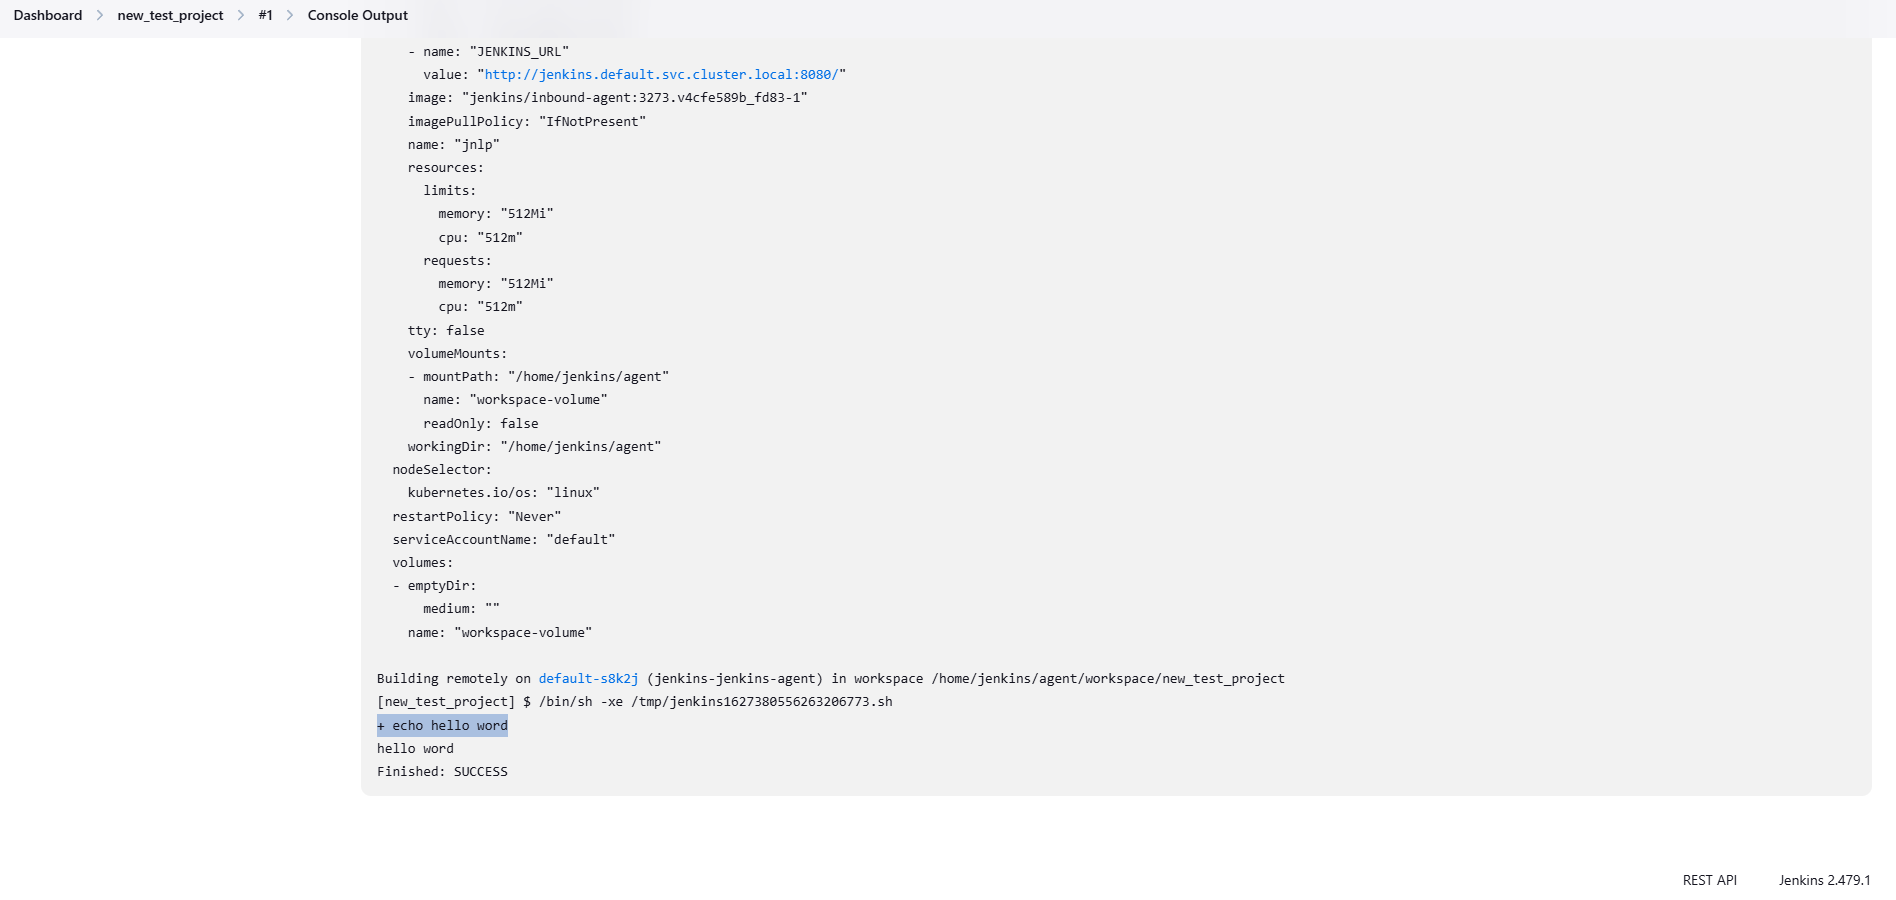 Dashboard > new_test_project > #1 > Console Output
    - name: "JENKINS_URL"
      value: "http://jenkins.default.svc.cluster.local:8080/"
    image: "jenkins/inbound-agent:3273.v4cfe589b_fd83-1"
    imagePullPolicy: "IfNotPresent"
    name: "jnlp"
    resources:
      limits:
        memory: "512Mi"
        cpu: "512m"
      requests:
        memory: "512Mi"
        cpu: "512m"
    tty: false
    volumeMounts:
    - mountPath: "/home/jenkins/agent"
      name: "workspace-volume"
      readOnly: false
    workingDir: "/home/jenkins/agent"
  nodeSelector:
    kubernetes.io/os: "linux"
  restartPolicy: "Never"
  serviceAccountName: "default"
  volumes:
  - emptyDir:
      medium: ""
    name: "workspace-volume"
Building remotely on default-s8k2j (jenkins-jenkins-agent) in workspace /home/jenkins/agent/workspace/new_test_project
[new_test_project] $ /bin/sh -xe /tmp/jenkins1627380556263206773.sh
+ echo hello word
hello word
Finished: SUCCESS
REST API Jenkins 2.479.1